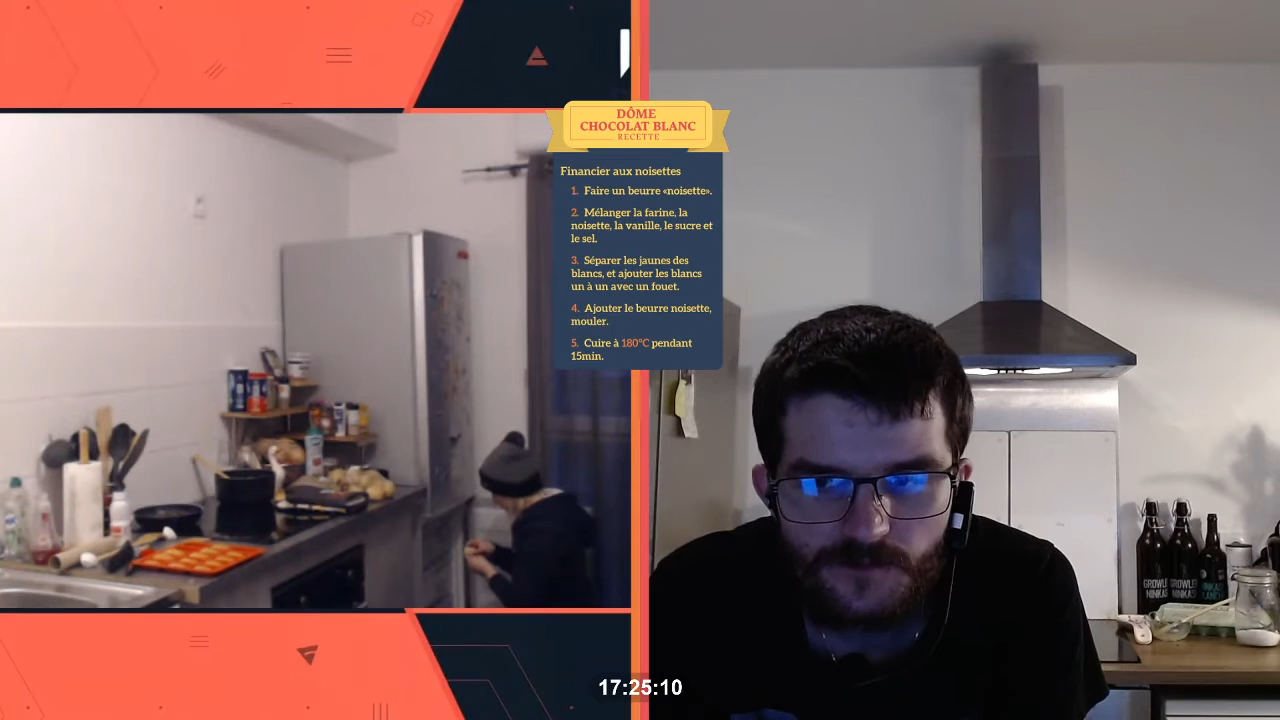 DÔME
CHOCOLAT BLANC
RECETTE
Financier aux noisettes
1. Faire un beurre «noisette».
2. Mélanger la farine, la
noisette, la vanille, le sucre et
le sel.
3. Séparer les jaunes des
blancs, et ajouter les blancs
un à un avec un fouet.
4. Ajouter le beurre noisette,
mouler.
5. Cuire à 180°C pendant
15min.
GROWLER
NINKASI
17:25:10